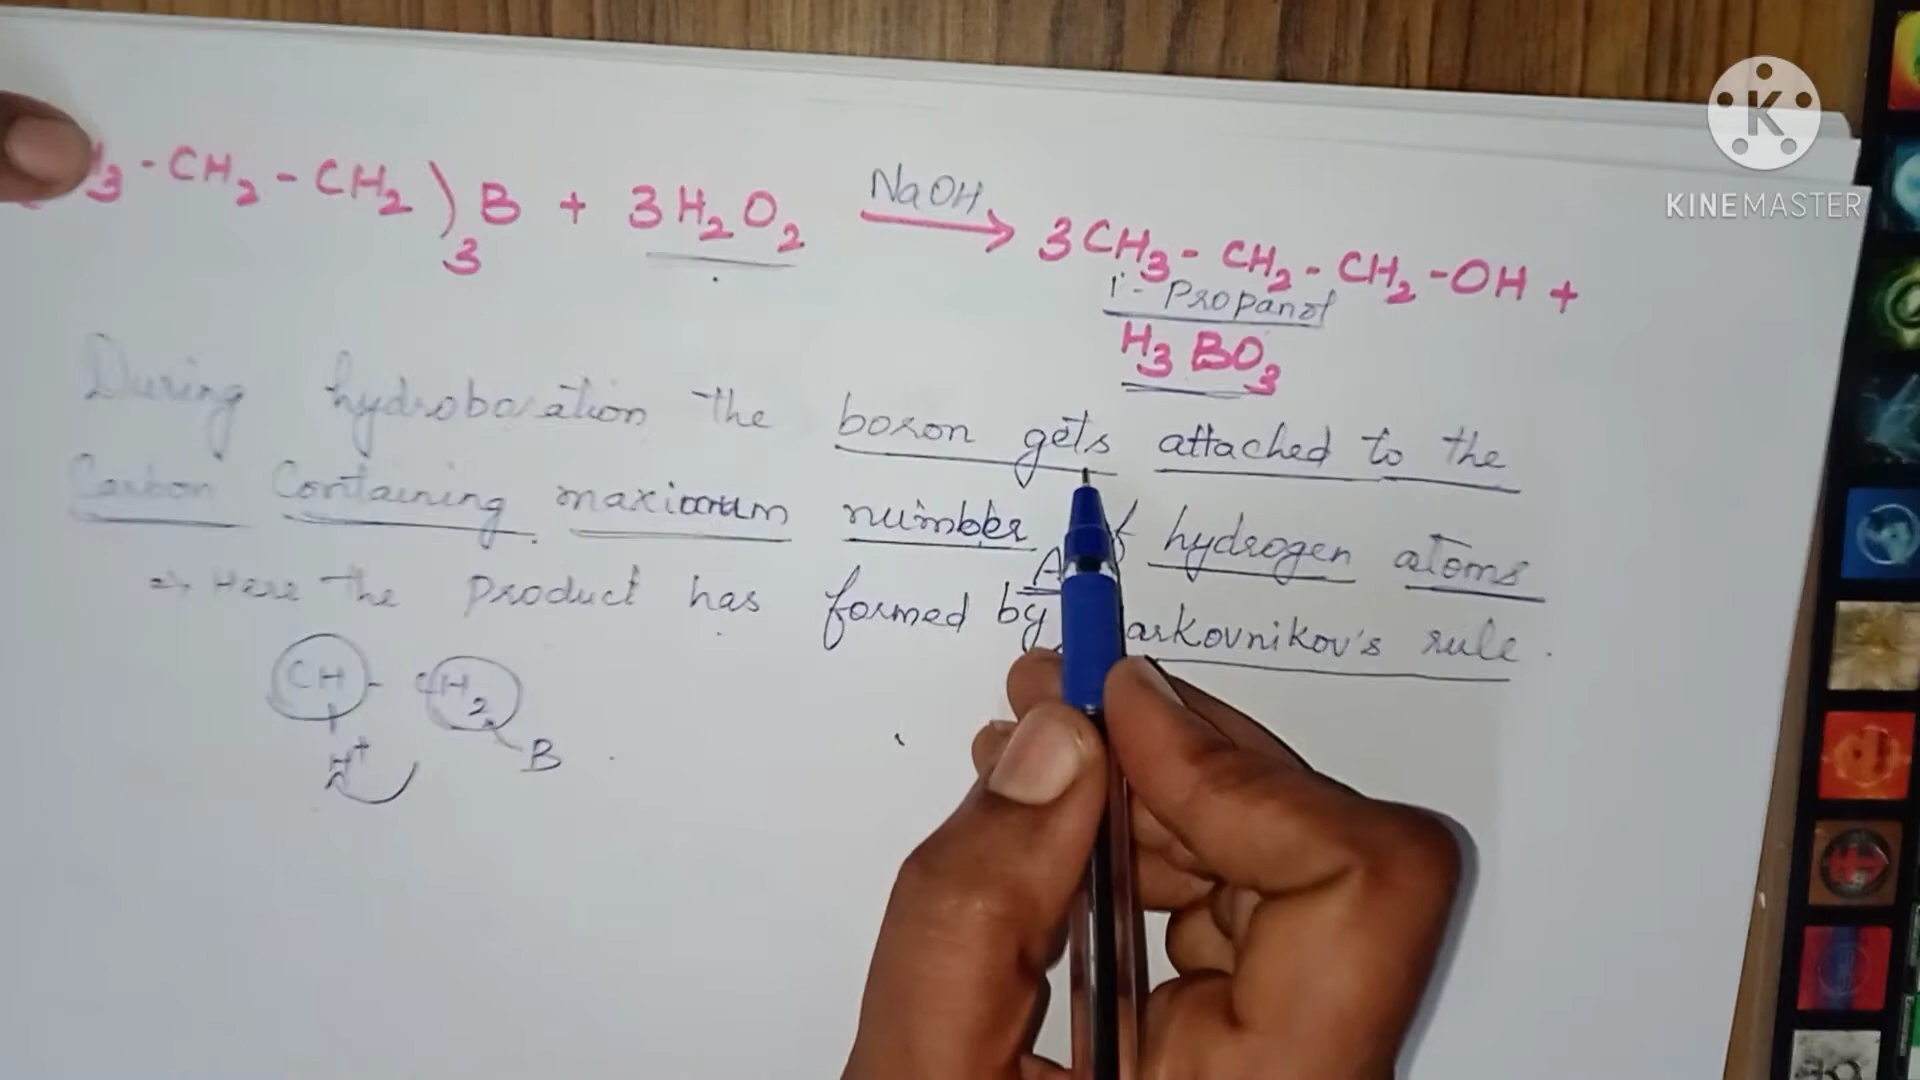 3 - CH2 - CH2 )3 B + 3H2O2 NaOH → 3CH3 - CH2 - CH2 - OH +
1 - Propanol
H3BO3
During hydroboration the boron gets attached to the
Carbon Containing maximum number of hydrogen atoms
⇒ Here the product has formed by arkovnikov's rule.
CH - CH2
H+ B
KINEMASTER